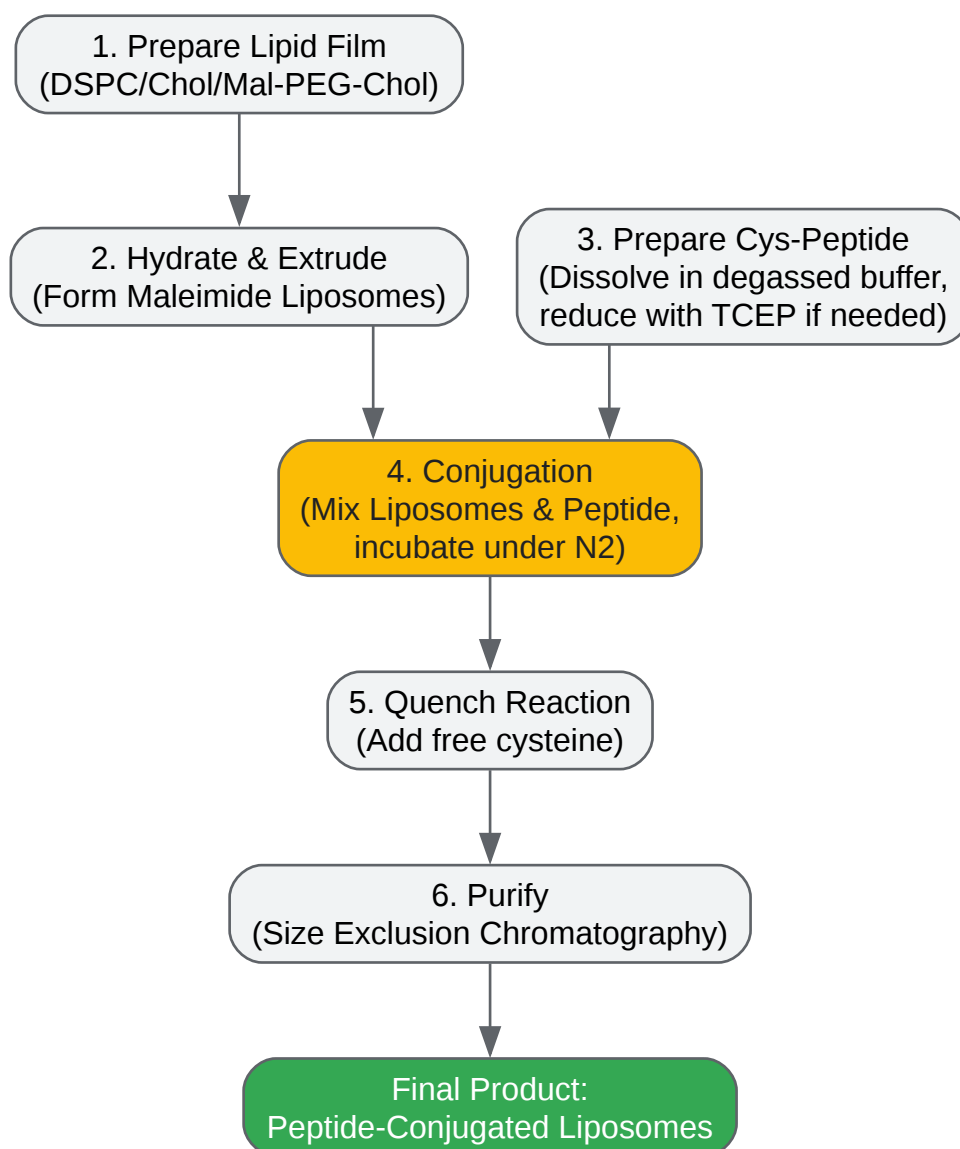 1. Prepare Lipid Film
(DSPC/Chol/Mal-PEG-Chol)
2. Hydrate & Extrude
(Form Maleimide Liposomes)
3. Prepare Cys-Peptide
(Dissolve in degassed buffer,
reduce with TCEP if needed)
4. Conjugation
(Mix Liposomes & Peptide,
incubate under N2)
5. Quench Reaction
(Add free cysteine)
6. Purify
(Size Exclusion Chromatography)
Final Product:
Peptide-Conjugated Liposomes